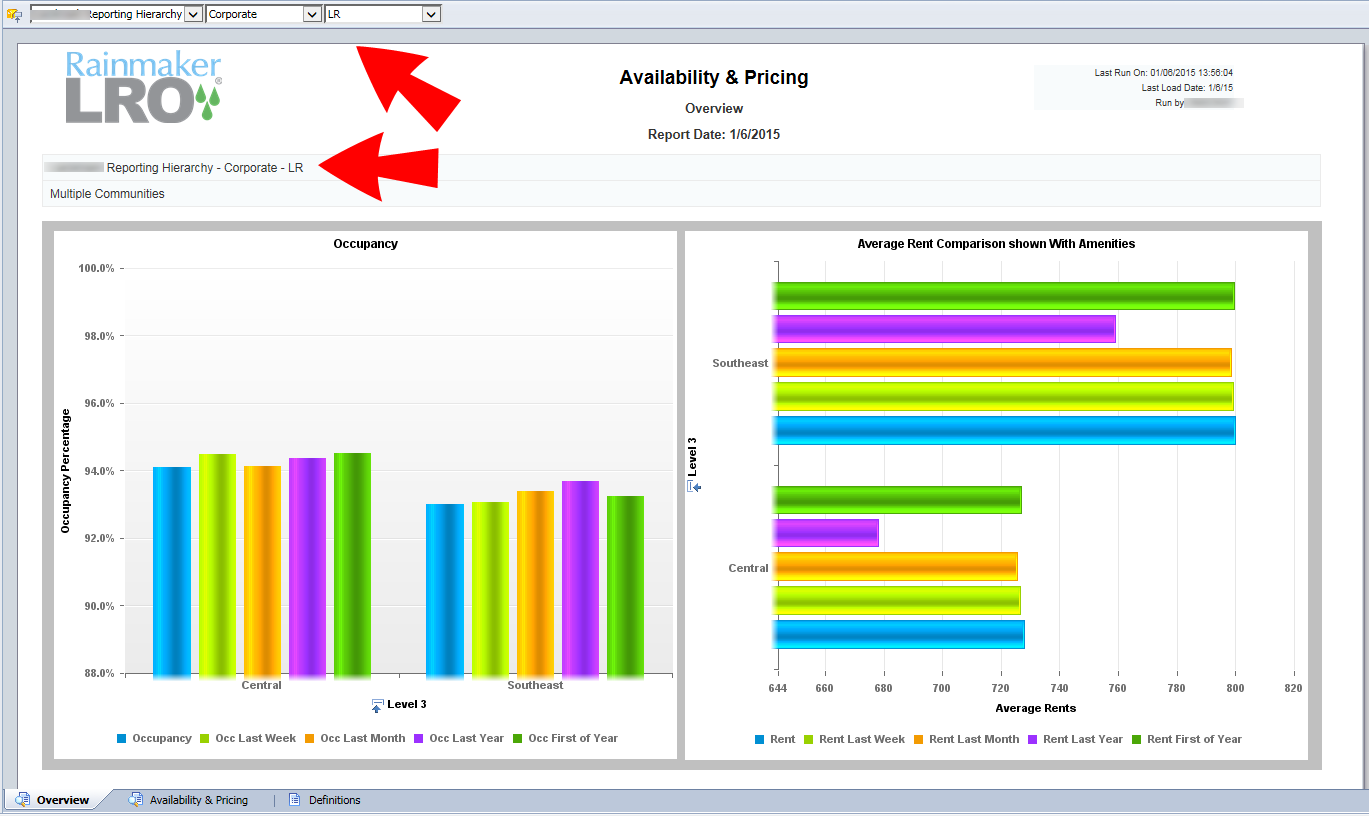 Reporting Hierarchy Corporate LR
Rainmaker
LRO®
Availability & Pricing
Overview
Report Date: 1/6/2015
Last Run On: 01/06/2015 13:56:04
Last Load Date: 1/6/15
Run by
Reporting Hierarchy - Corporate - LR
Multiple Communities
Occupancy
100.0%
98.0%
96.0%
94.0%
92.0%
90.0%
88.0%
Occupancy Percentage
Central Southeast
Level 3
Occupancy Occ Last Week Occ Last Month Occ Last Year Occ First of Year
Average Rent Comparison shown With Amenities
Southeast
Level 3
Central
644 660 680 700 720 740 760 780 800 820
Average Rents
Rent Rent Last Week Rent Last Month Rent Last Year Rent First of Year
Overview Availability & Pricing Definitions